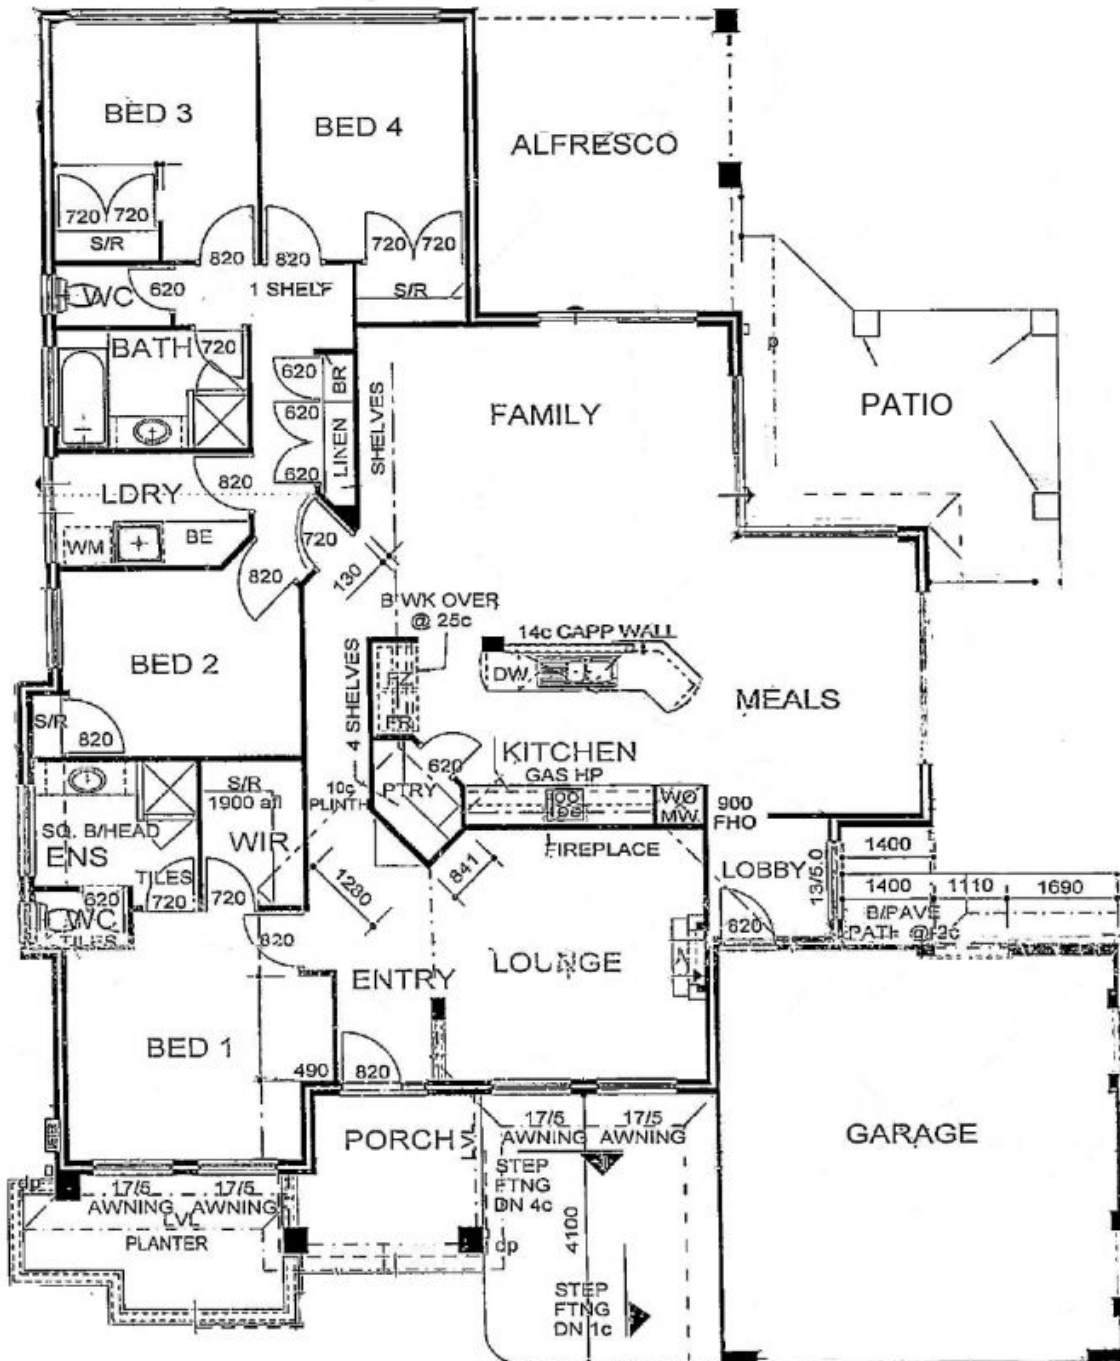 BED 3
BED 4
ALFRESCO
720 720
S/R
820
820
720 720
S/R
WC
620
1 SHELF
BATH
720
620
BR
SHELVES
FAMILY
PATIO
620
LINEN
620
LDRY
820
WM
BE
720
820
130
B WK OVER
@ 25c
14c CAPP WALL
BED 2
4 SHELVES
DW
FR
MEALS
S/R
820
KITCHEN
GAS HP
620
PTRY
10c
PLINTH
S/R
1900 afl
WO
MW
900
FHO
SQ. B/HEAD
ENS
WIR
FIREPLACE
LOBBY
1400
13/5.0
841
1280
TILES
720
720
620
WC
TILES
820
1400
1110
1690
B/PAVE
PATH @ 2c
820
ENTRY
LOUNGE
BED 1
490
820
METER
GARAGE
PORCH
LVL
17/5
AWNING
17/5
AWNING
STEP
FTNG
DN 4c
4100
dp
17/5
AWNING
17/5
AWNING
LVL
PLANTER
dp
STEP
FTNG
DN 1c